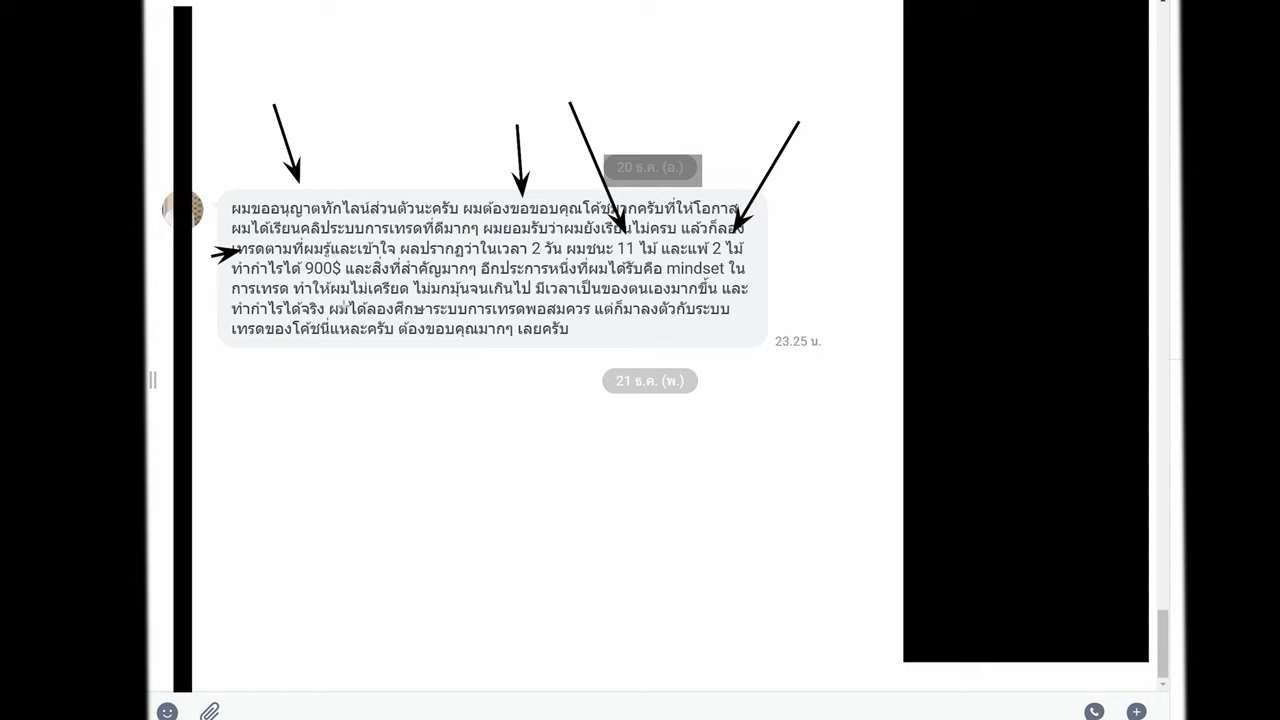 20 ธ.ค. (อ.)
ผมขออนุญาตทักไลน์ส่วนตัวนะครับ ผมต้องขอขอบคุณโค้ชมากครับที่ให้โอกาส
ผมได้เรียนคลิประบบการเทรดที่ดีมากๆ ผมยอมรับว่าผมยังเรียนไม่ครบ แล้วก็ลอง
เทรดตามที่ผมรู้และเข้าใจ ผลปรากฏว่าในเวลา 2 วัน ผมชนะ 11 ไม้ และแพ้ 2 ไม้
ทำกำไรได้ 900$ และสิ่งที่สำคัญมากๆ อีกประการหนึ่งที่ผมได้รับคือ mindset ใน
การเทรด ทำให้ผมไม่เครียด ไม่มกมุ้นจนเกินไป มีเวลาเป็นของตนเองมากขึ้น และ
ทำกำไรได้จริง ผมได้ลองศึกษาระบบการเทรดพอสมควร แต่ก็มาลงตัวกับระบบ
เทรดของโค้ชนี่แหละครับ ต้องขอบคุณมากๆ เลยครับ
23.25 น.
21 ธ.ค. (พ.)